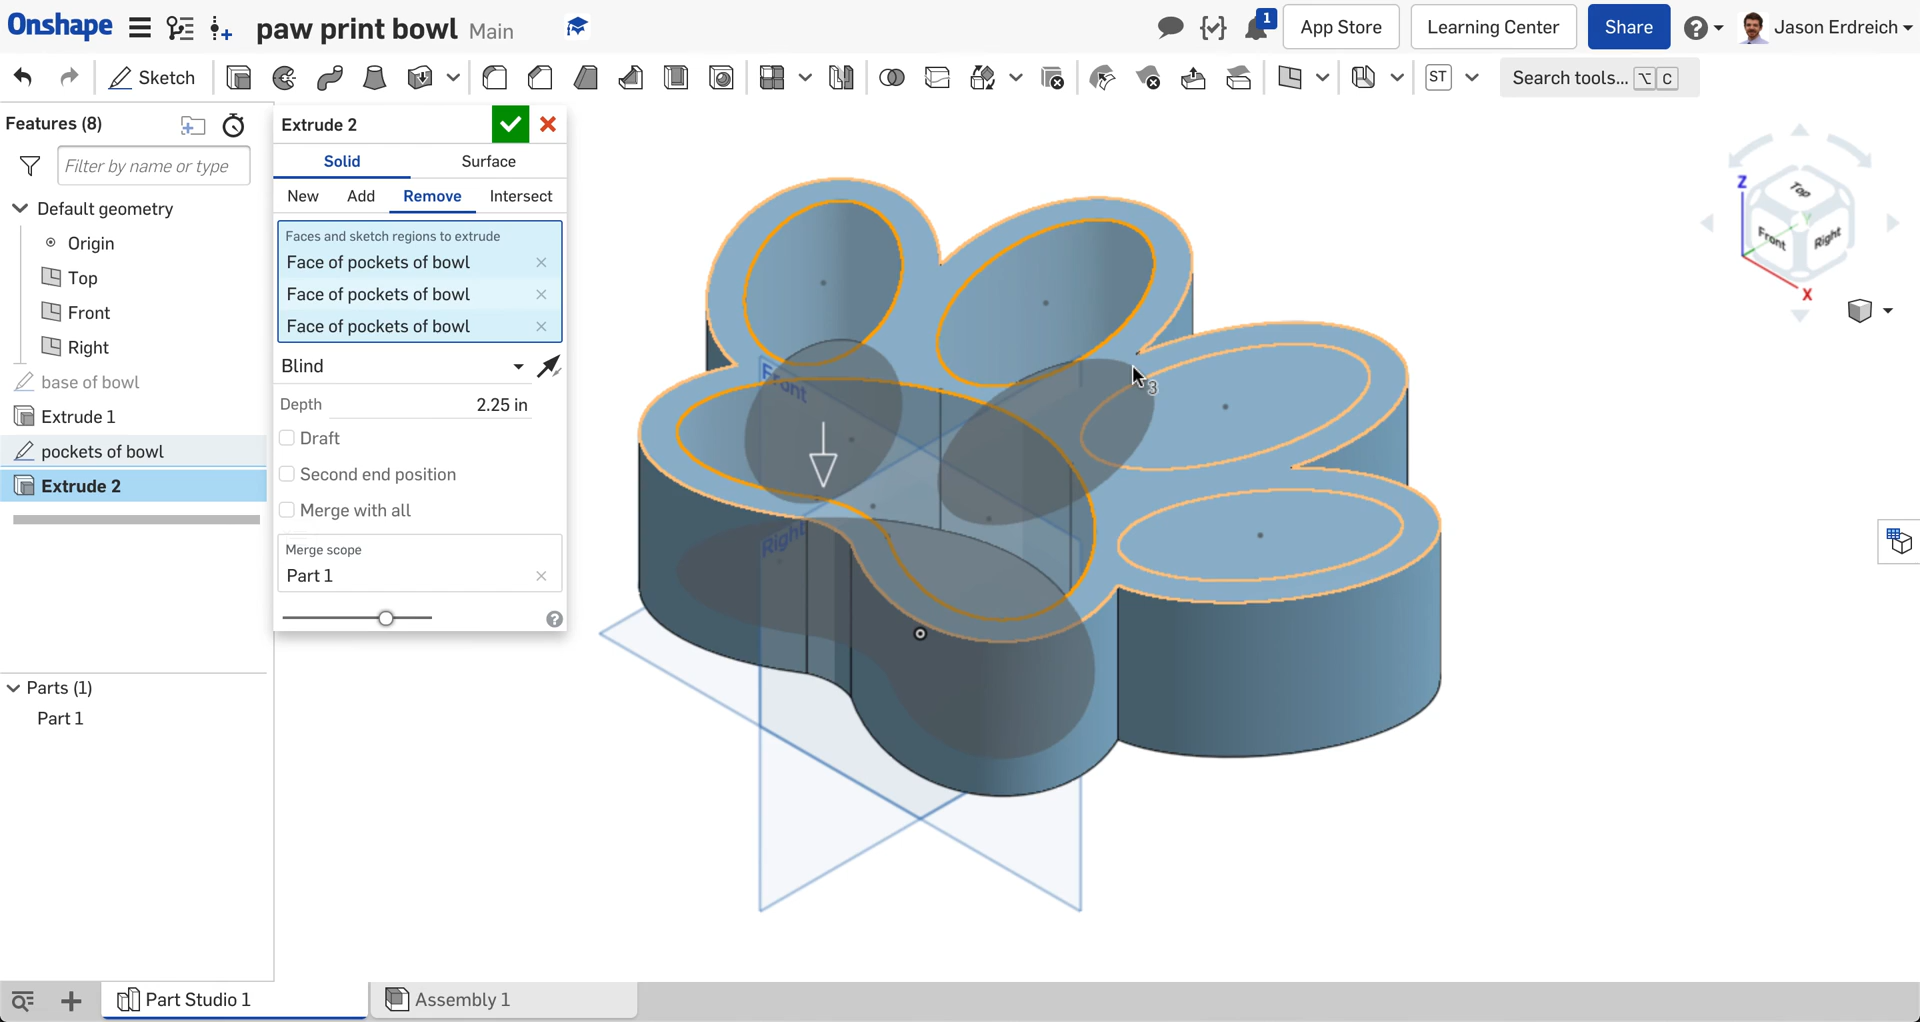 Onshape
paw print bowl Main
1
App Store
Learning Center
Share
Jason Erdreich
Sketch
ST
Search tools... ⌥ C
Features (8)
Filter by name or type
Default geometry
Origin
Top
Front
Right
base of bowl
Extrude 1
pockets of bowl
Extrude 2
Parts (1)
Part 1
Extrude 2
Solid Surface
New Add Remove Intersect
Faces and sketch regions to extrude
Face of pockets of bowl
Face of pockets of bowl
Face of pockets of bowl
Blind
Depth 2.25 in
Draft
Second end position
Merge with all
Merge scope
Part 1
Front
Right
3
Z
Top
Y
Front
Right
X
Part Studio 1
Assembly 1